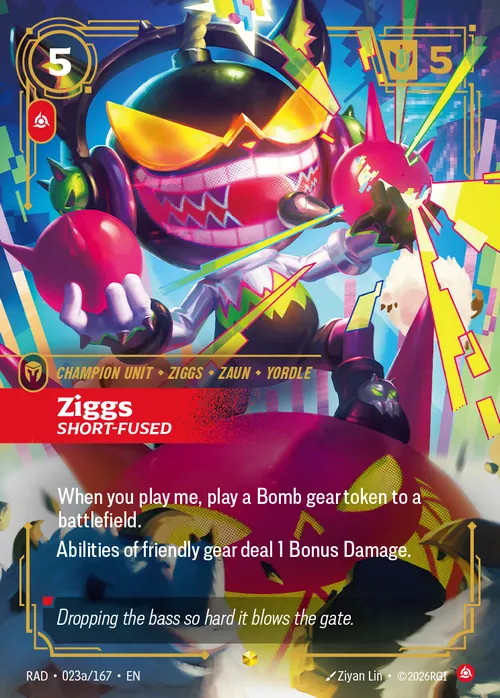 5
5
CHAMPION UNIT • ZIGGS • ZAUN • YORDLE
Ziggs
SHORT-FUSED
When you play me, play a Bomb gear token to a
battlefield.
Abilities of friendly gear deal 1 Bonus Damage.
Dropping the bass so hard it blows the gate.
RAD • 023a/167 • EN
Ziyan Lin • ©2026RGI